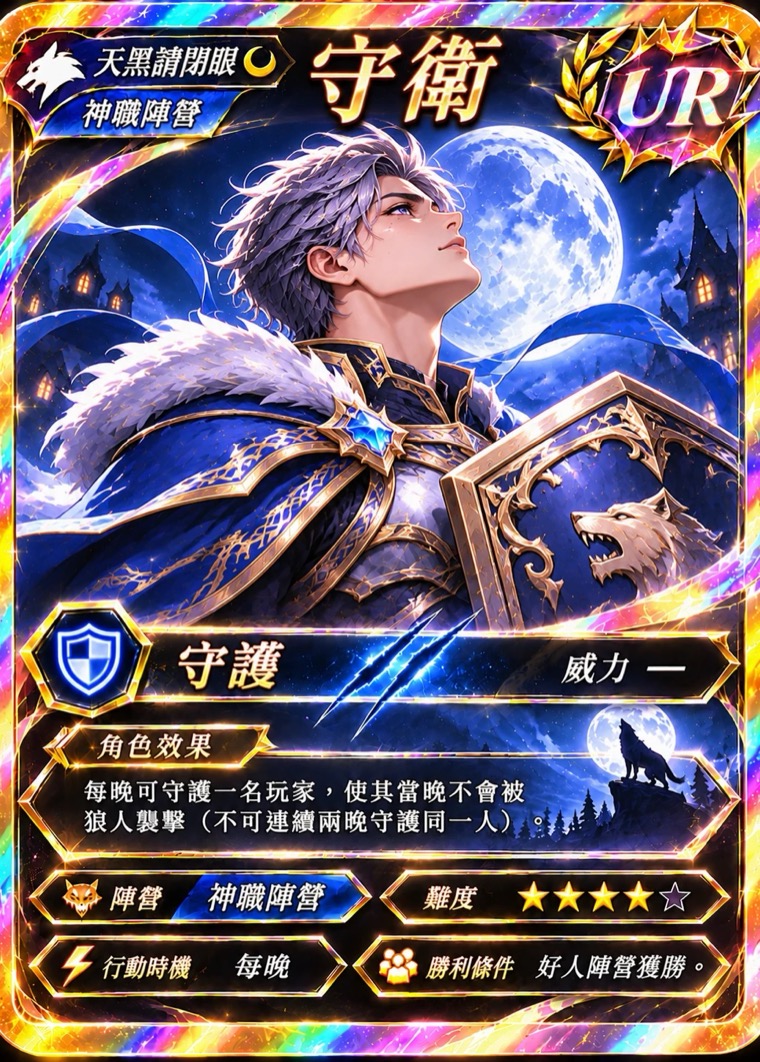 天黑請閉眼
守衛
UR
神職陣營
守護
威力 —
角色效果
每晚可守護一名玩家，使其當晚不會被
狼人襲擊（不可連續兩晚守護同一人）。
陣營 神職陣營
難度 ★★★★☆
行動時機 每晚
勝利條件 好人陣營獲勝。